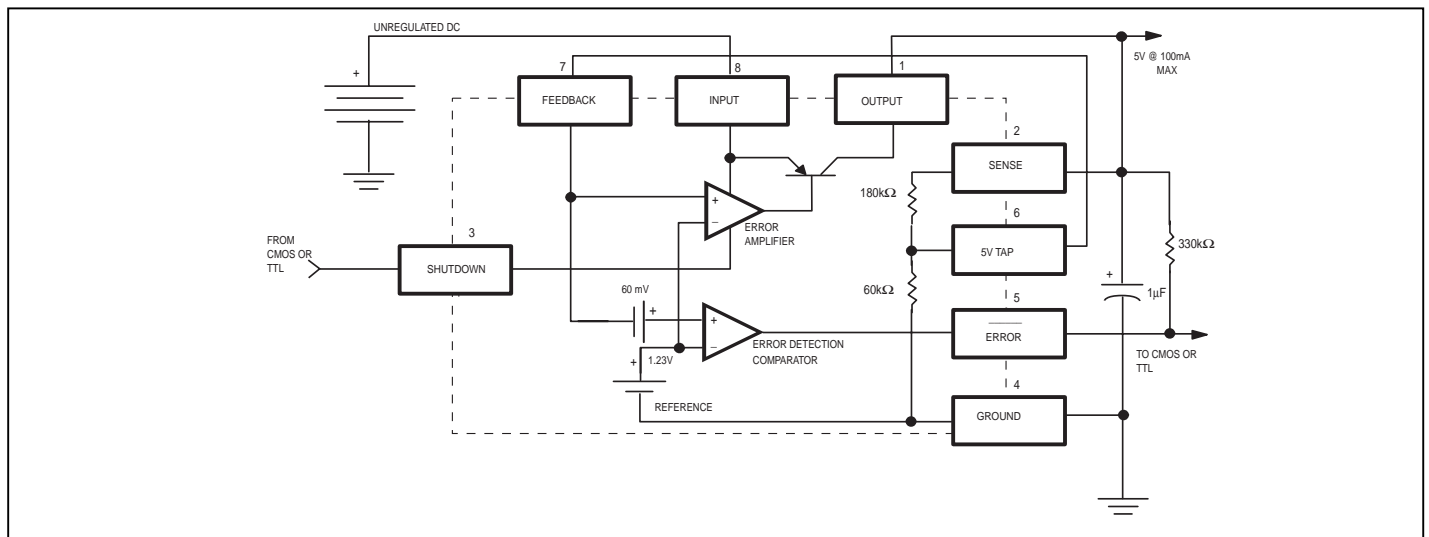 UNREGULATED DC
+
7
8
1
5V @ 100mA
MAX
FEEDBACK
INPUT
OUTPUT
2
SENSE
180kΩ
+
–
ERROR
AMPLIFIER
6
5V TAP
330kΩ
3
FROM
CMOS OR
TTL
SHUTDOWN
60 mV
+
60kΩ
+
1µF
5
+
–
ERROR DETECTION
COMPARATOR
ERROR
TO CMOS OR
TTL
+
1.23V
4
REFERENCE
GROUND